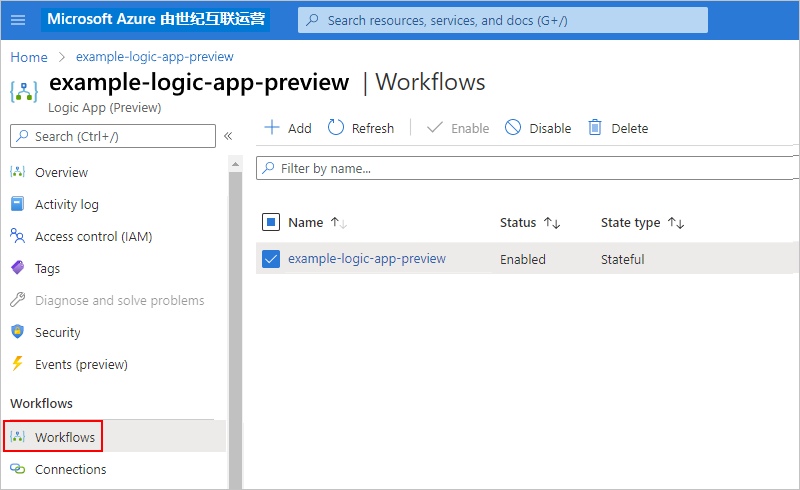 Microsoft Azure 由世纪互联运营
Search resources, services, and docs (G+/)
Home > example-logic-app-preview
example-logic-app-preview | Workflows
Logic App (Preview)
Search (Ctrl+/) «
Add Refresh Enable Disable Delete
Filter by name...
Name ↑↓ Status ↑↓ State type ↑↓
example-logic-app-preview Enabled Stateful
Overview
Activity log
Access control (IAM)
Tags
Diagnose and solve problems
Security
Events (preview)
Workflows
Workflows
Connections